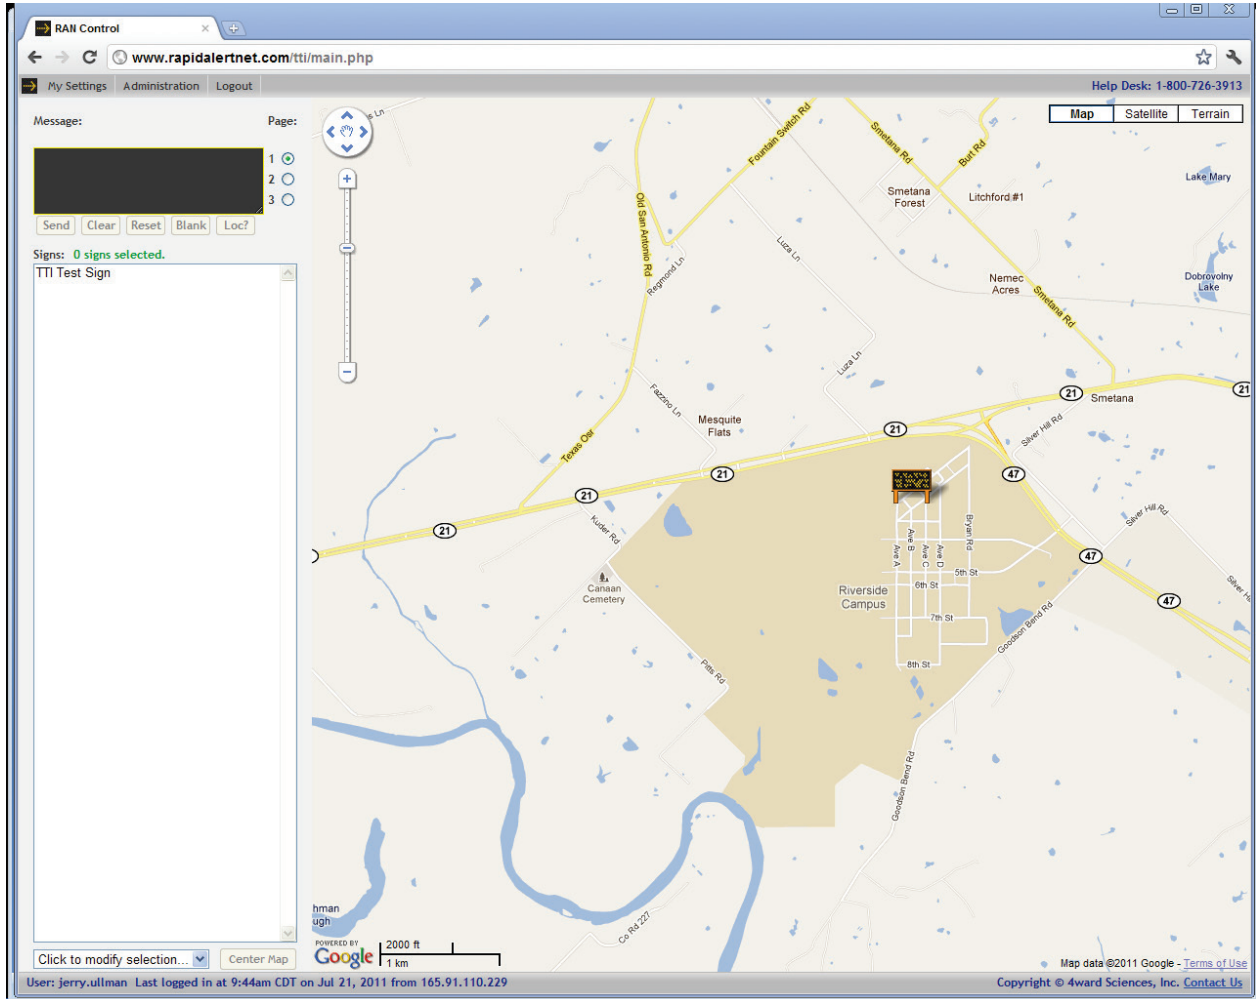 RAN Control
www.rapidalertnet.com/tti/main.php
My Settings Administration Logout Help Desk: 1-800-726-3913
Message: Page:
1
2
3
Send Clear Reset Blank Loc?
Signs: 0 signs selected.
TTI Test Sign
Click to modify selection... Center Map
Map Satellite Terrain
s Ln
Fountain Switch Rd
Smetana Rd
Burt Rd
Lake Mary
Smetana
Forest
Litchford #1
Old San Antonio Rd
Luza Ln
Regmond Ln
Nemec
Acres
Dobrovolny
Lake
Smetana Rd
Luza Ln
Fazzino Ln
21
21
Smetana
Mesquite
Flats
21
Silver Hill Rd
Texas Osr
21
47
21
Kuder Rd
Silver Hill Rd
21
Bryan Rd
Ave A
Ave B
Ave C
Ave D
47
5th St
Canaan
Cemetery
Riverside
Campus
6th St
Silver H
47
7th St
Goodson Bend Rd
8th St
Pitts Rd
Goodson Bend Rd
hman
ugh
Co Rd 227
POWERED BY
Google
2000 ft
1 km
Map data ©2011 Google - Terms of Use
User: jerry.ullman Last logged in at 9:44am CDT on Jul 21, 2011 from 165.91.110.229 Copyright © 4ward Sciences, Inc. Contact Us